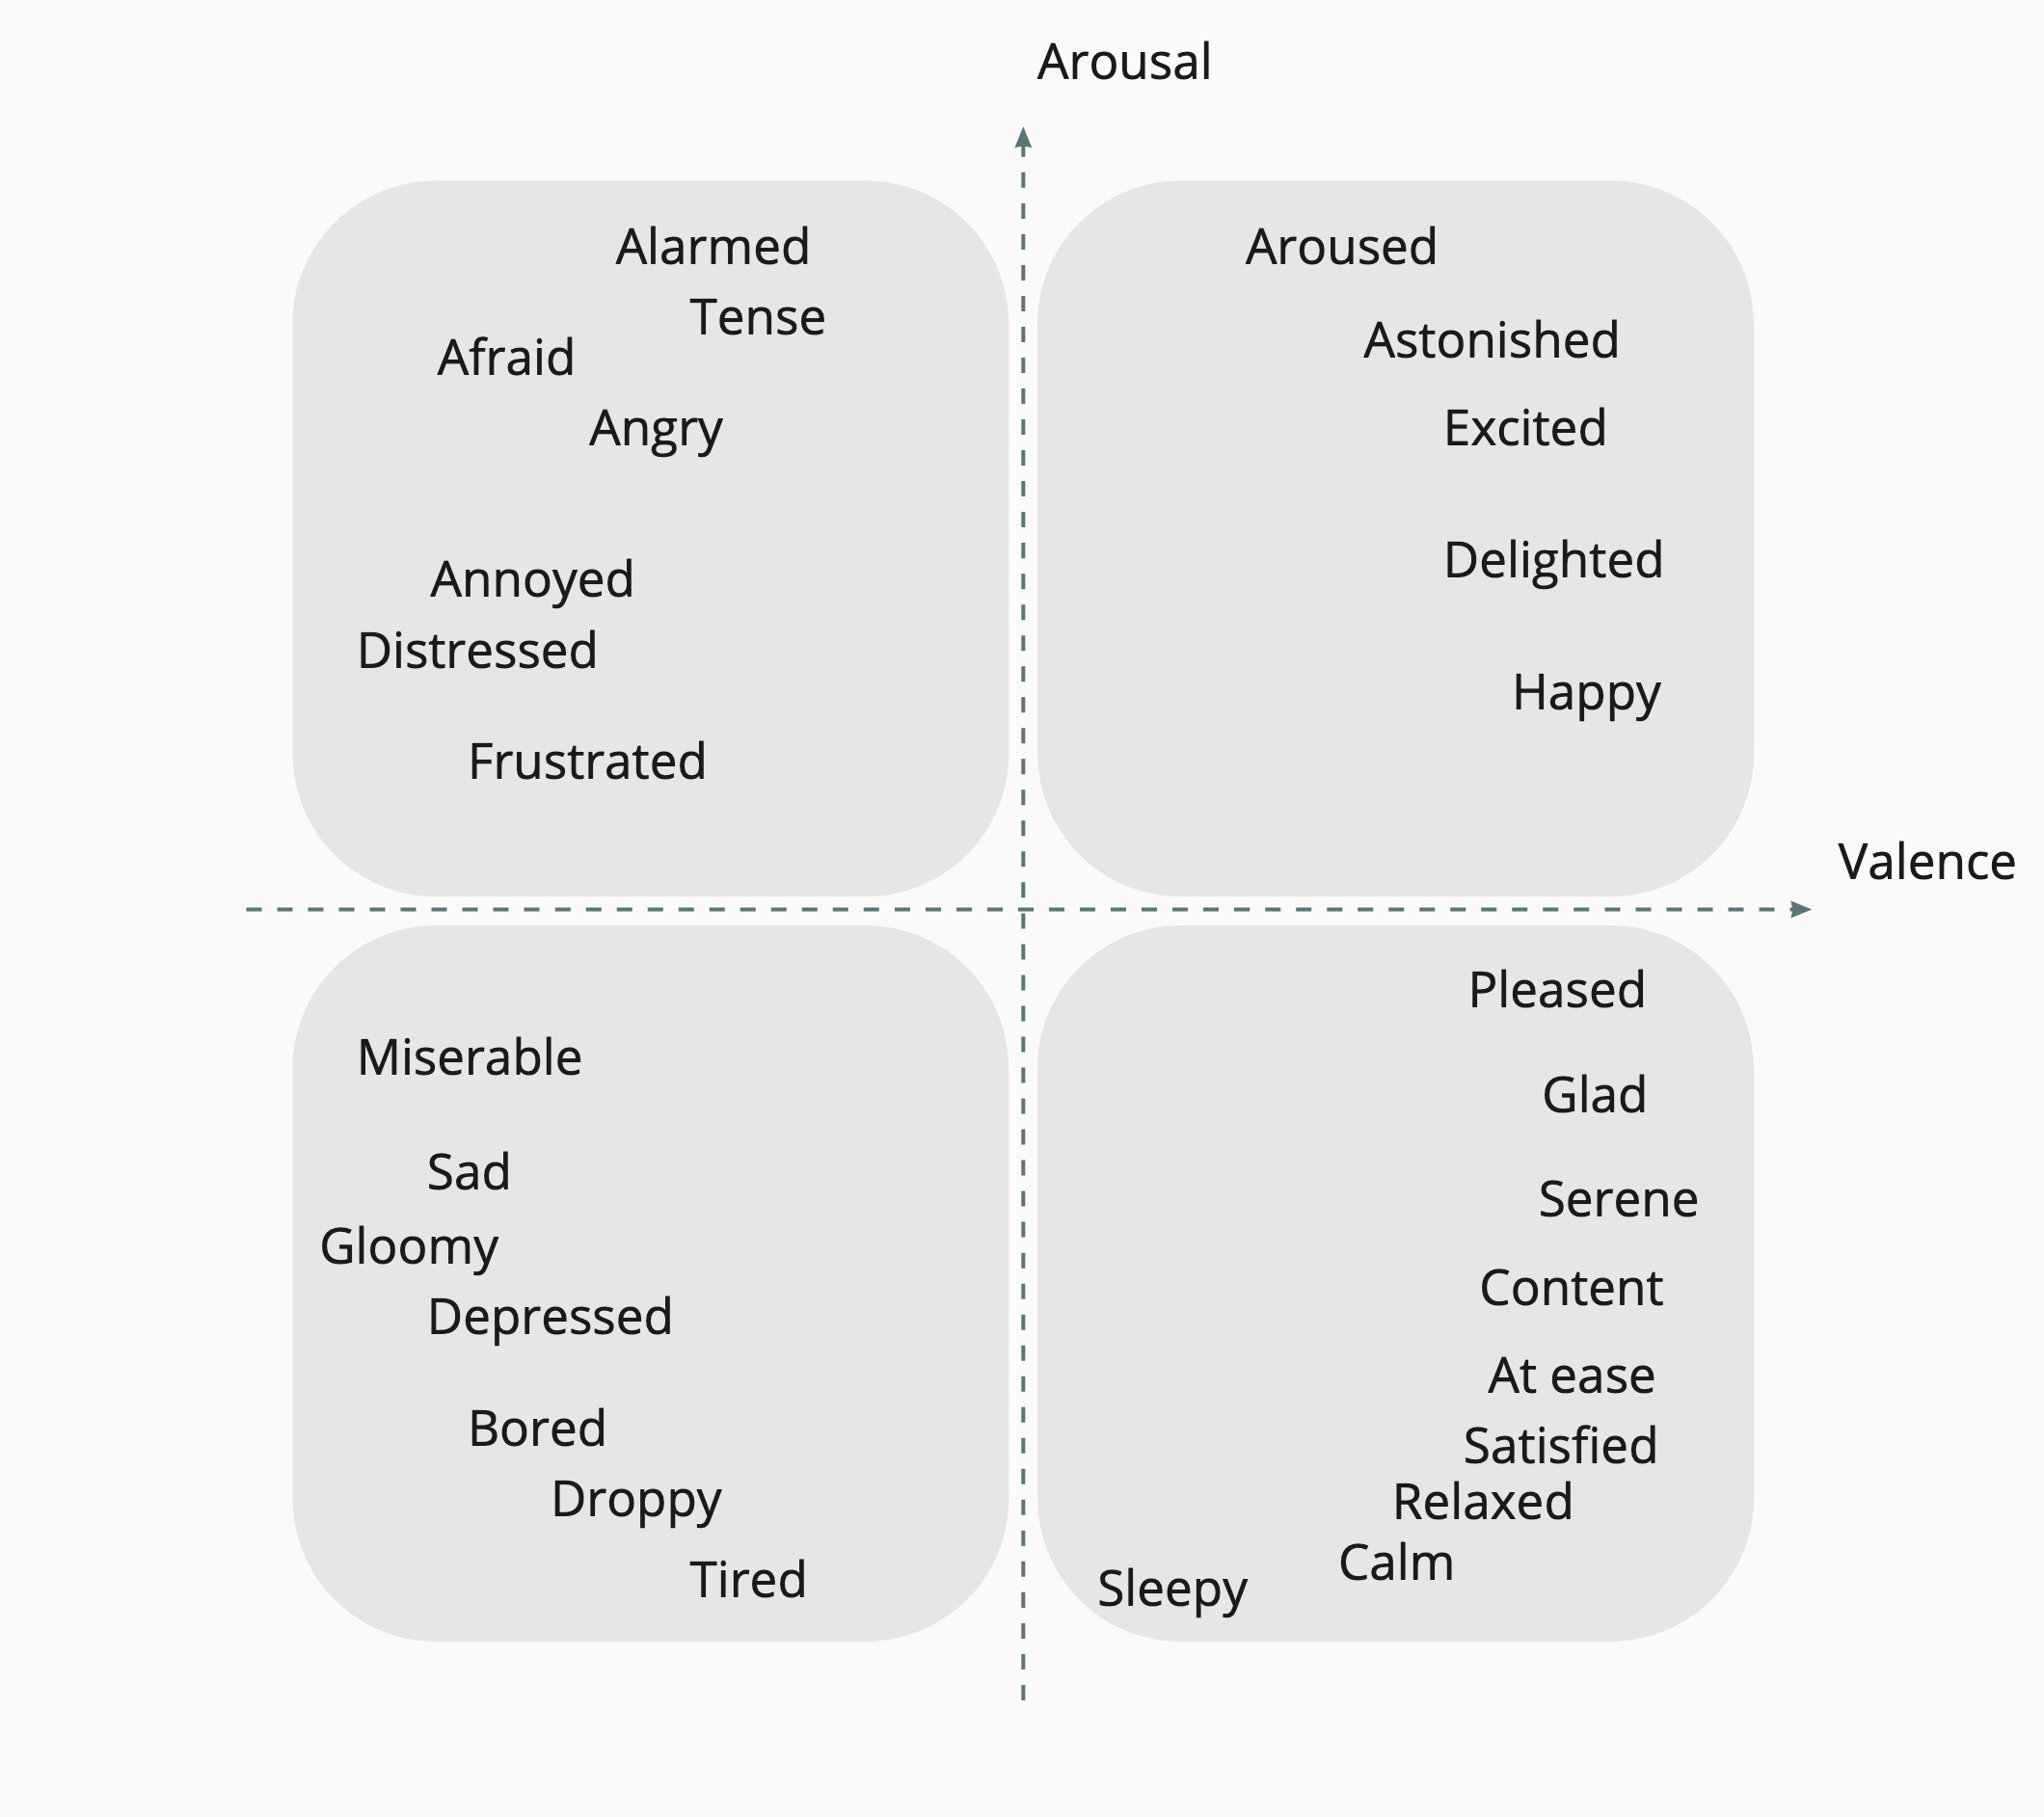 Arousal
Alarmed
Tense
Afraid
Angry
Annoyed
Distressed
Frustrated
Aroused
Astonished
Excited
Delighted
Happy
Valence
Miserable
Sad
Gloomy
Depressed
Bored
Droppy
Tired
Pleased
Glad
Serene
Content
At ease
Satisfied
Relaxed
Calm
Sleepy